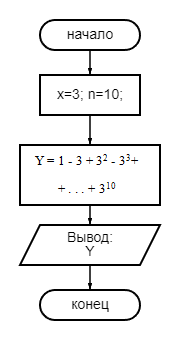 начало
x=3; n=10;
Y = 1 - 3 + 3² - 3³+
+ . . . + 3¹⁰
Вывод:
Y
конец